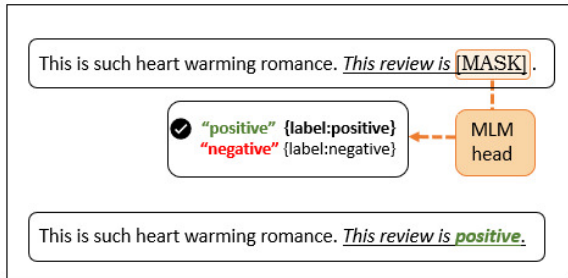 This is such heart warming romance. This review is [MASK] .
“positive” {label:positive}
“negative” {label:negative}
MLM
head
This is such heart warming romance. This review is positive.